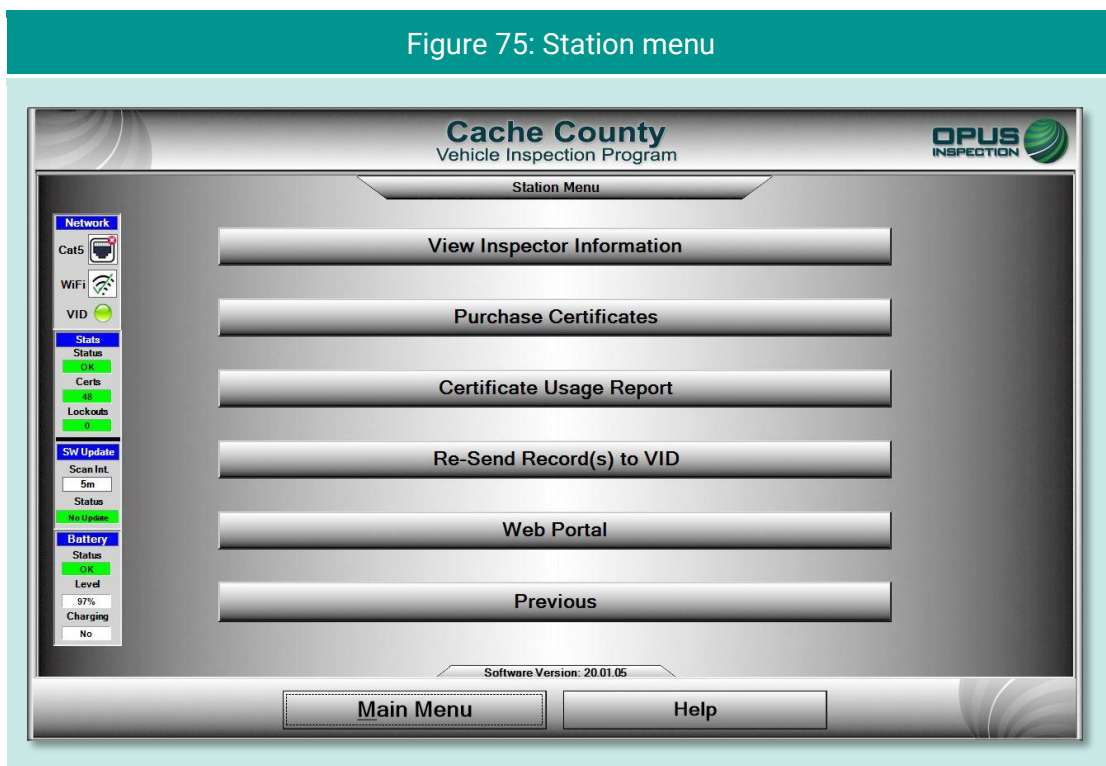 Figure 75: Station menu
Cache County
Vehicle Inspection Program
OPUS
INSPECTION
Station Menu
Network
Cat5
WiFi
VID
Stats
Status
OK
Certs
48
Lockouts
0
SW Update
Scan Int.
5m
Status
No Update
Battery
Status
OK
Level
97%
Charging
No
View Inspector Information
Purchase Certificates
Certificate Usage Report
Re-Send Record(s) to VID
Web Portal
Previous
Software Version: 20.01.05
Main Menu
Help